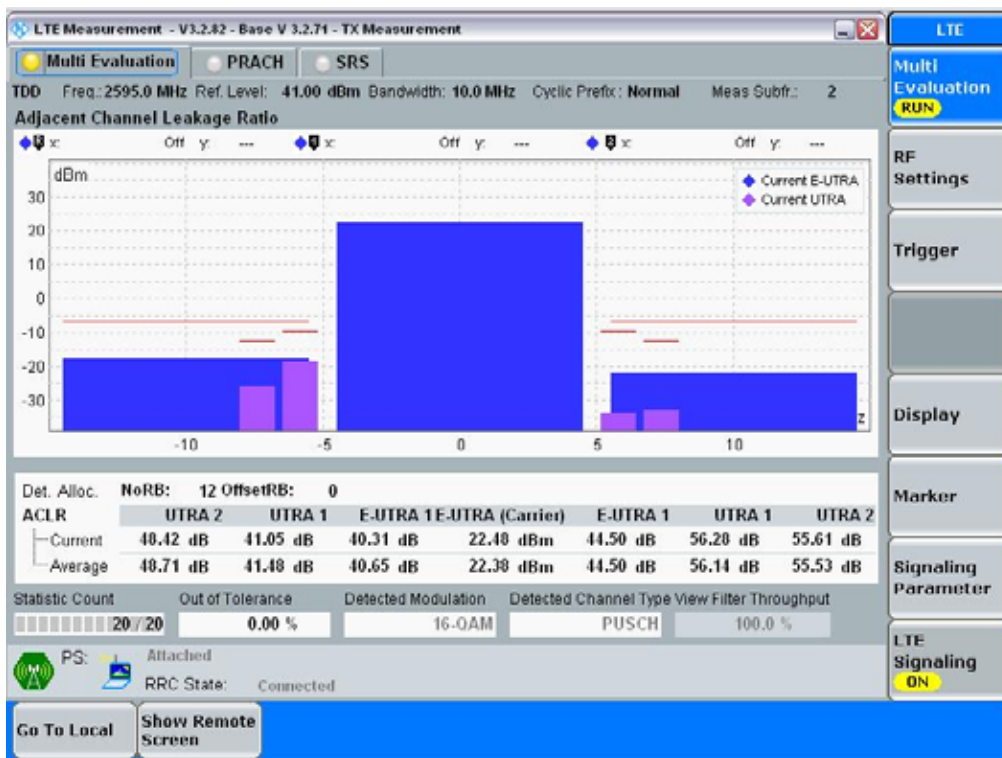 LTE Measurement - V3.2.82 - Base V 3.2.71 - TX Measurement
LTE
Multi Evaluation PRACH SRS
Multi
Evaluation
RUN
TDD Freq.: 2595.0 MHz Ref. Level: 41.00 dBm Bandwidth: 10.0 MHz Cyclic Prefix: Normal Meas Subfr.: 2
Adjacent Channel Leakage Ratio
x: Off y: --- x: Off y: --- x: Off y: ---
dBm
Current E-UTRA
Current UTRA
30
20
10
0
-10
-20
-30
z
-10 -5 0 5 10
RF
Settings
Trigger
Display
Marker
Signaling
Parameter
LTE
Signaling
ON
Det. Alloc. NoRB: 12 OffsetRB: 0
ACLR UTRA 2 UTRA 1 E-UTRA 1 E-UTRA (Carrier) E-UTRA 1 UTRA 1 UTRA 2
Current 48.42 dB 41.05 dB 40.31 dB 22.48 dBm 44.50 dB 56.28 dB 55.61 dB
Average 48.71 dB 41.48 dB 40.65 dB 22.38 dBm 44.50 dB 56.14 dB 55.53 dB
Statistic Count Out of Tolerance Detected Modulation Detected Channel Type View Filter Throughput
20 / 20 0.00 % 16-QAM PUSCH 100.0 %
PS: Attached
RRC State: Connected
Go To Local
Show Remote
Screen